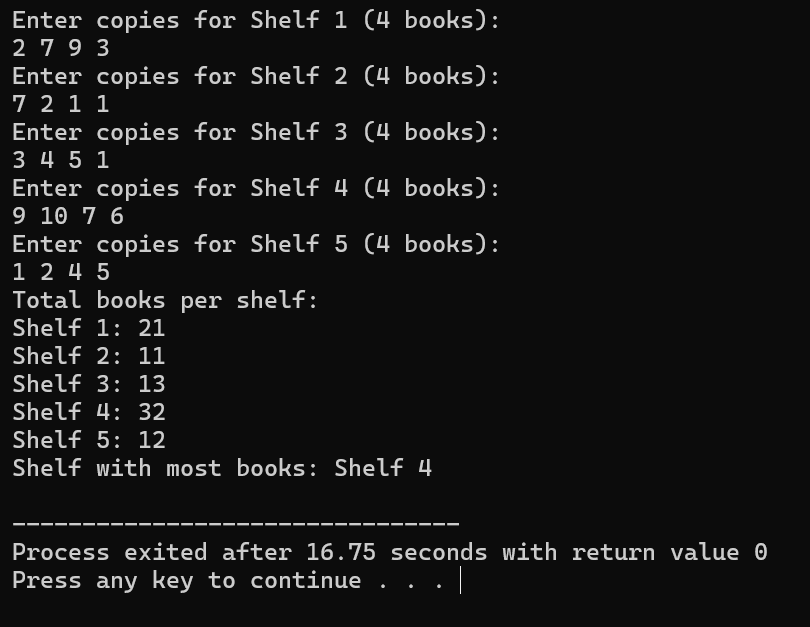 Enter copies for Shelf 1 (4 books):
2 7 9 3
Enter copies for Shelf 2 (4 books):
7 2 1 1
Enter copies for Shelf 3 (4 books):
3 4 5 1
Enter copies for Shelf 4 (4 books):
9 10 7 6
Enter copies for Shelf 5 (4 books):
1 2 4 5
Total books per shelf:
Shelf 1: 21
Shelf 2: 11
Shelf 3: 13
Shelf 4: 32
Shelf 5: 12
Shelf with most books: Shelf 4
--------------------------------
Process exited after 16.75 seconds with return value 0
Press any key to continue . . .